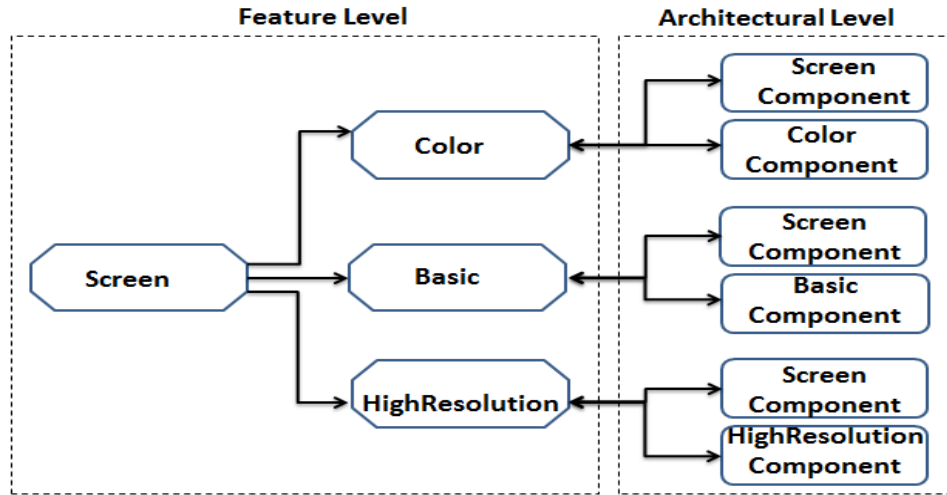 Feature Level
Architectural Level
Screen
Color
Basic
HighResolution
Screen
Component
Color
Component
Screen
Component
Basic
Component
Screen
Component
HighResolution
Component